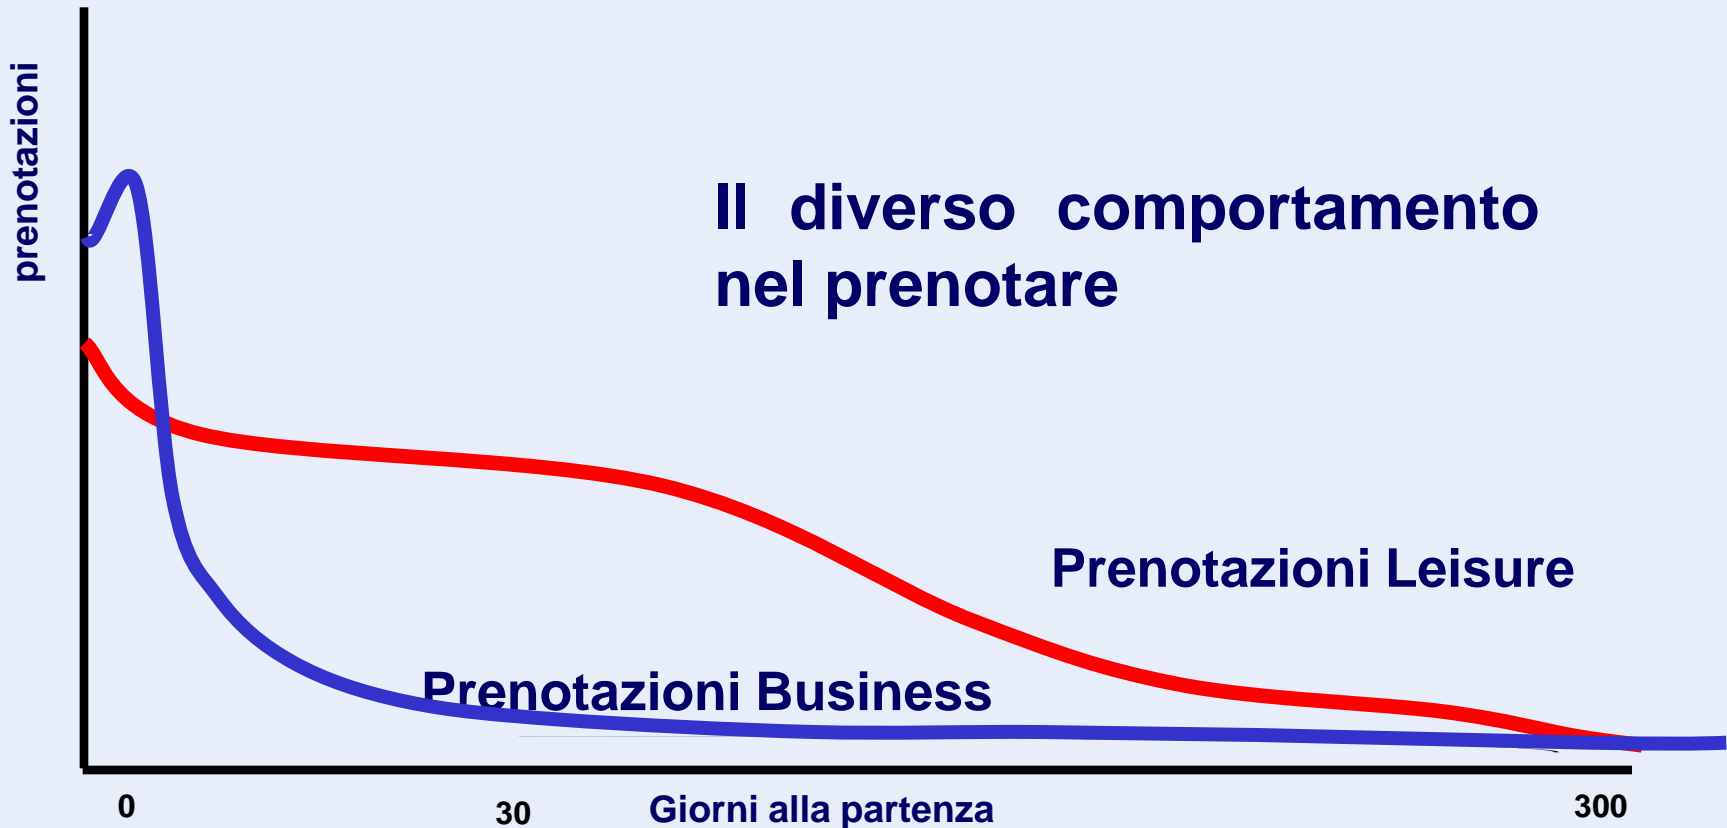 prenotazioni
Il diverso comportamento
nel prenotare
Prenotazioni Leisure
Prenotazioni Business
0
30
Giorni alla partenza
300